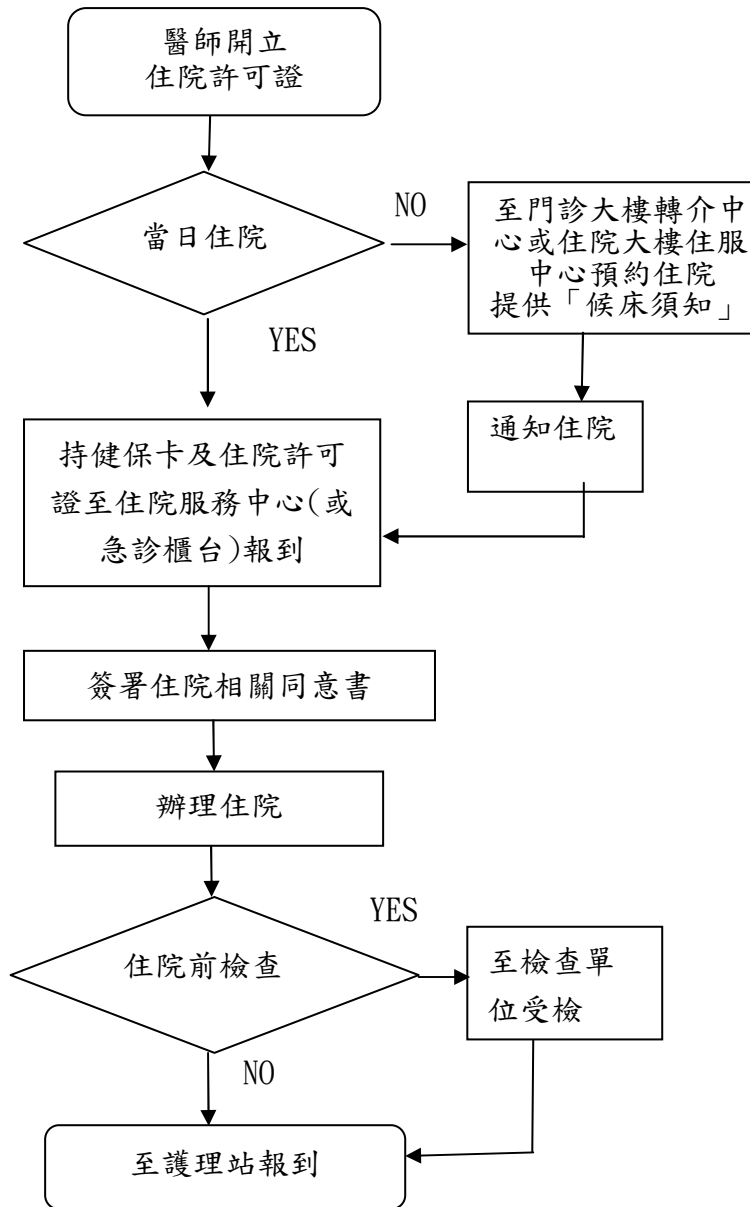 醫師開立
住院許可證
當日住院
NO
至門診大樓轉介中
心或住院大樓住服
中心預約住院
提供「候床須知」
YES
通知住院
持健保卡及住院許可
證至住院服務中心(或
急診櫃台)報到
簽署住院相關同意書
辦理住院
住院前檢查
YES
至檢查單
位受檢
NO
至護理站報到